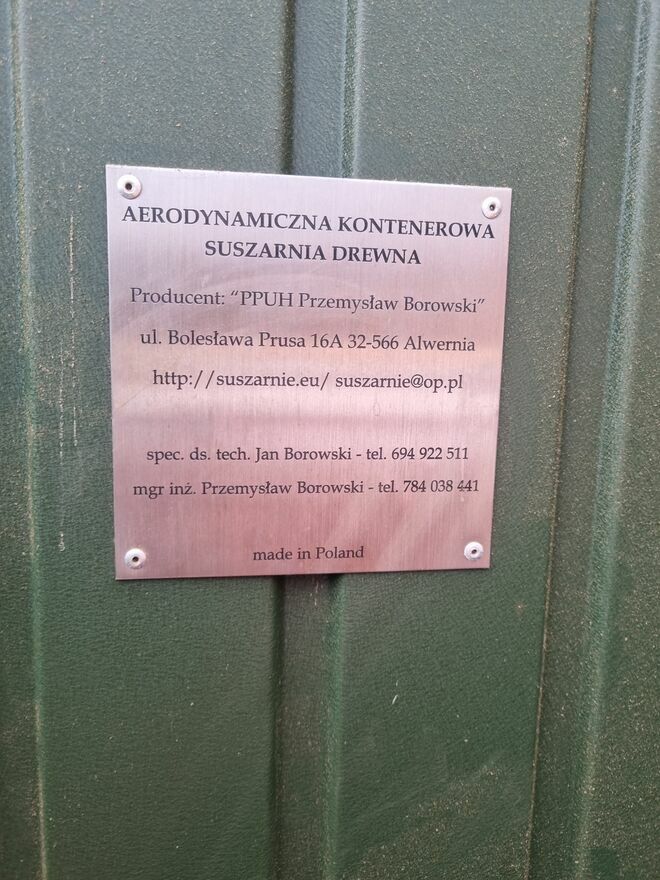 AERODYNAMICZNA KONTENEROWA
SUSZARNIA DREWNA
Producent: “PPUH Przemysław Borowski”
ul. Bolesława Prusa 16A 32-566 Alwernia
http://suszarnie.eu/ suszarnie@op.pl
spec. ds. tech. Jan Borowski - tel. 694 922 511
mgr inż. Przemysław Borowski - tel. 784 038 441
made in Poland